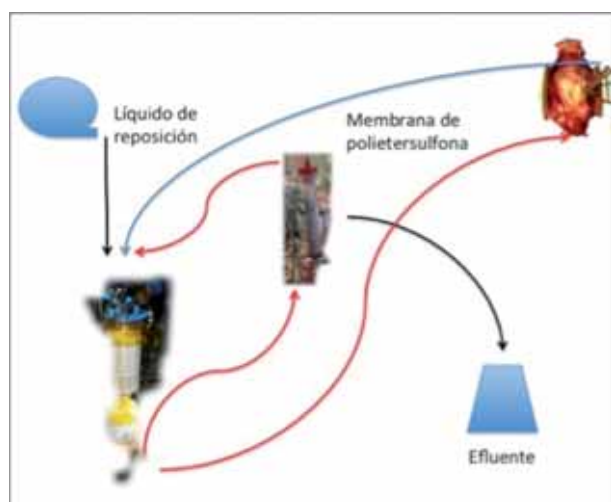 Líquido de
reposición
Membrana de
polietersulfona
Efluente